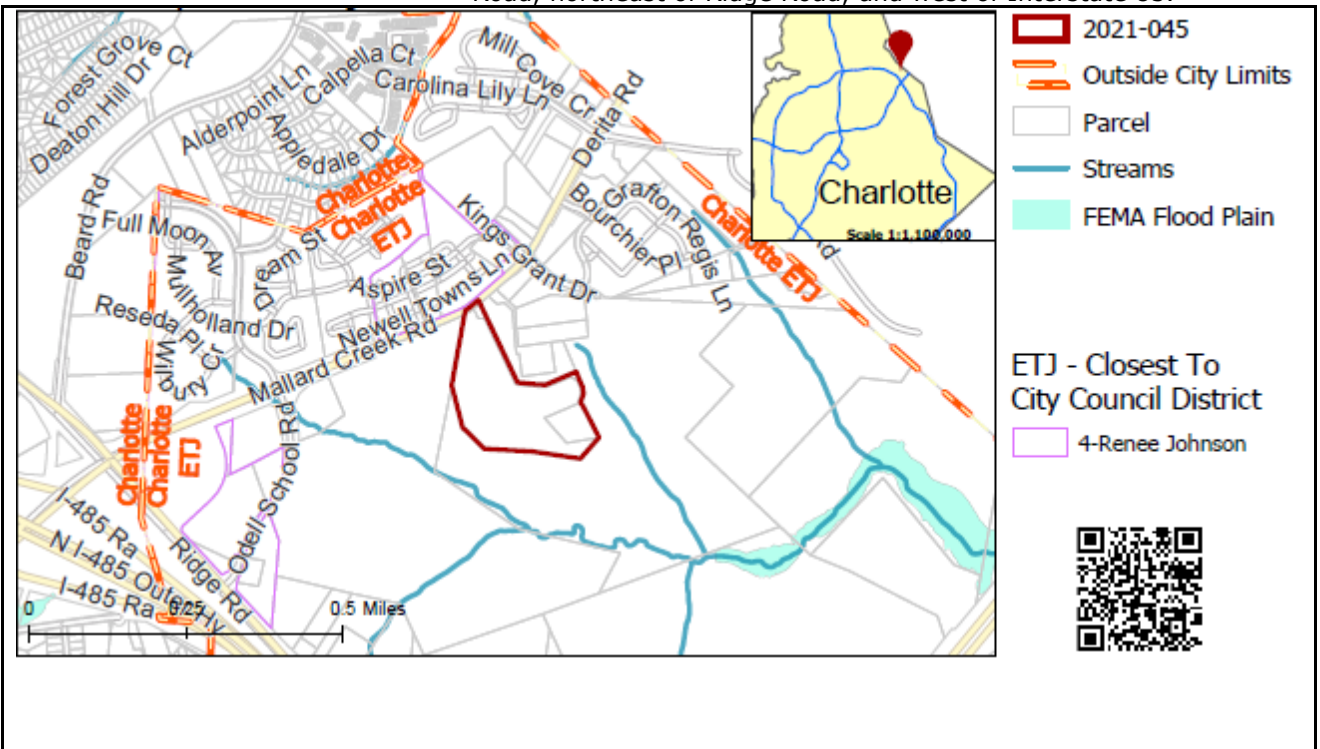 Road, northeast of Ridge Road, and west of Interstate 85.
2021-045
Outside City Limits
Parcel
Streams
FEMA Flood Plain
ETJ - Closest To
City Council District
4-Renee Johnson
Charlotte
Scale 1:1,100,000
Forest Grove Ct
Deaton Hill Dr
Alderpoint Ln
Calpella Ct
Appledale Dr
Carolina Lily Ln
Mill Cove Cr
Derita Rd
Rd
Charlotte
Charlotte
ETJ
Beard Rd
Full Moon Av
Dream St
Mullholland Dr
Reseda Pl
Wilbury Cr
Aspire St
Newell Towns Ln
Kings Grant Dr
Bourchier Pl
Grafton Regis Ln
Charlotte ETJ
Mallard Creek Rd
Odell School Rd
Charlotte
Charlotte
ETJ
I-485 Ra
N I-485 Outer Hy
I-485 Ra
Ridge Rd
0
0.25
0.5 Miles